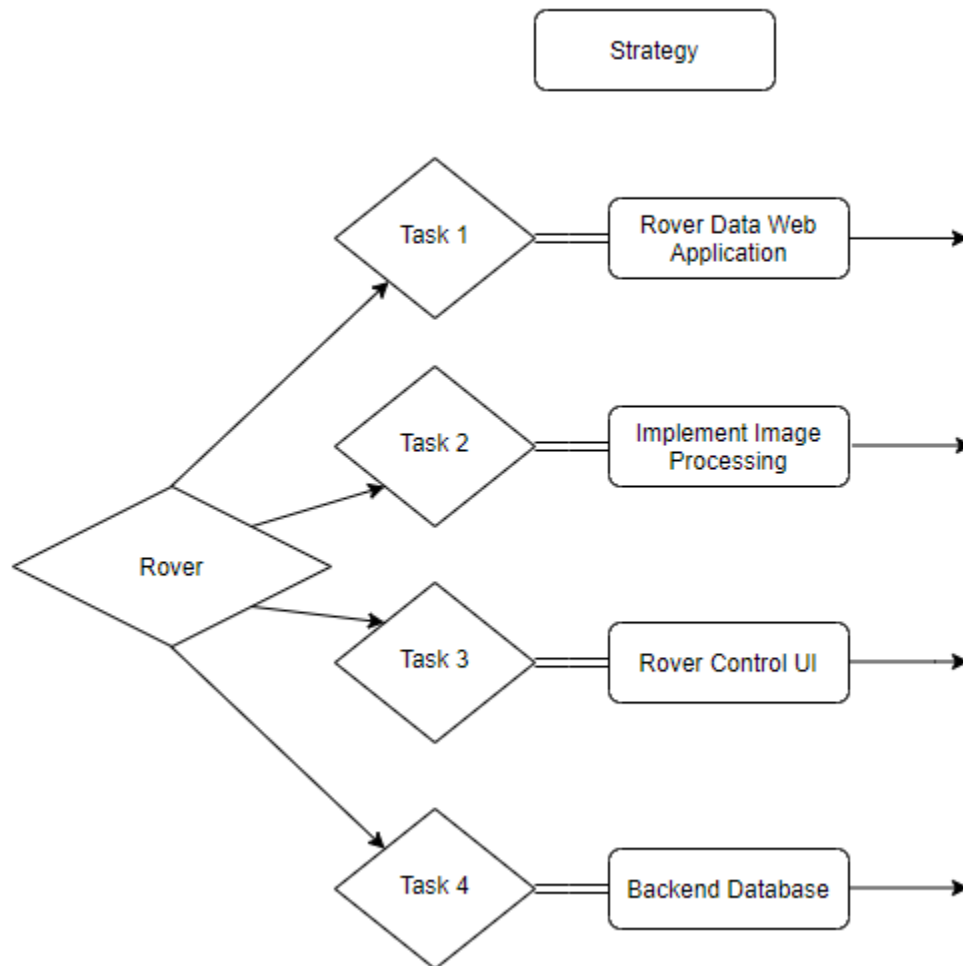 Strategy
Task 1
Rover Data Web
Application
Task 2
Implement Image
Processing
Rover
Task 3
Rover Control UI
Task 4
Backend Database